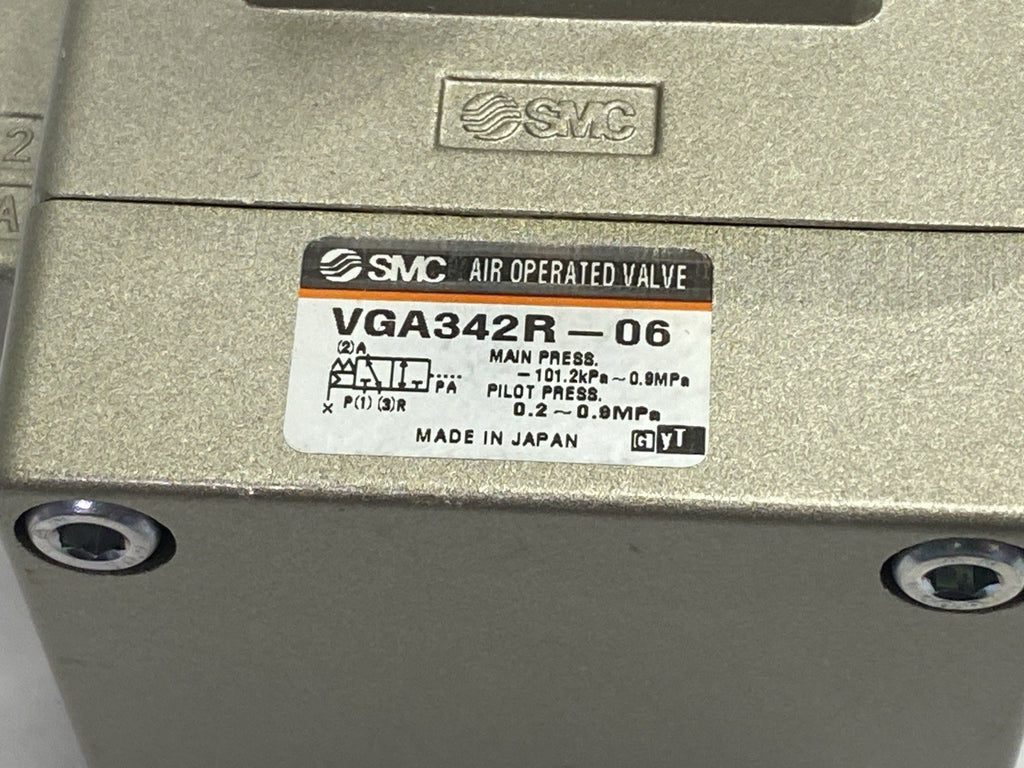 SMC
2
A
SMC AIR OPERATED VALVE
VGA342R-06
(2)A
PA
X P(1) (3)R
MAIN PRESS.
-101.2kPa~0.9MPa
PILOT PRESS.
0.2~0.9MPa
MADE IN JAPAN
G yT